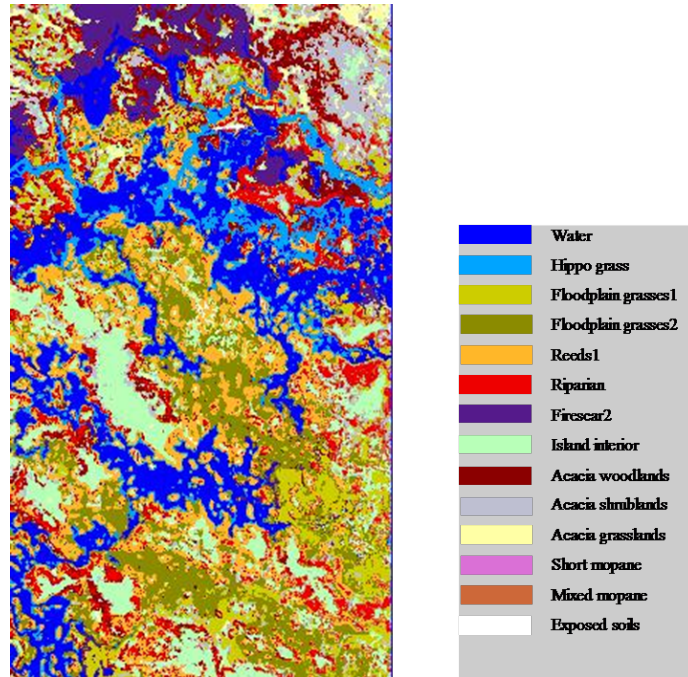 Water
Hippo grass
Floodplain grasses1
Floodplain grasses2
Reeds1
Riparian
Firescar2
Island interior
Acacia woodlands
Acacia shrublands
Acacia grasslands
Short mopane
Mixed mopane
Exposed soils